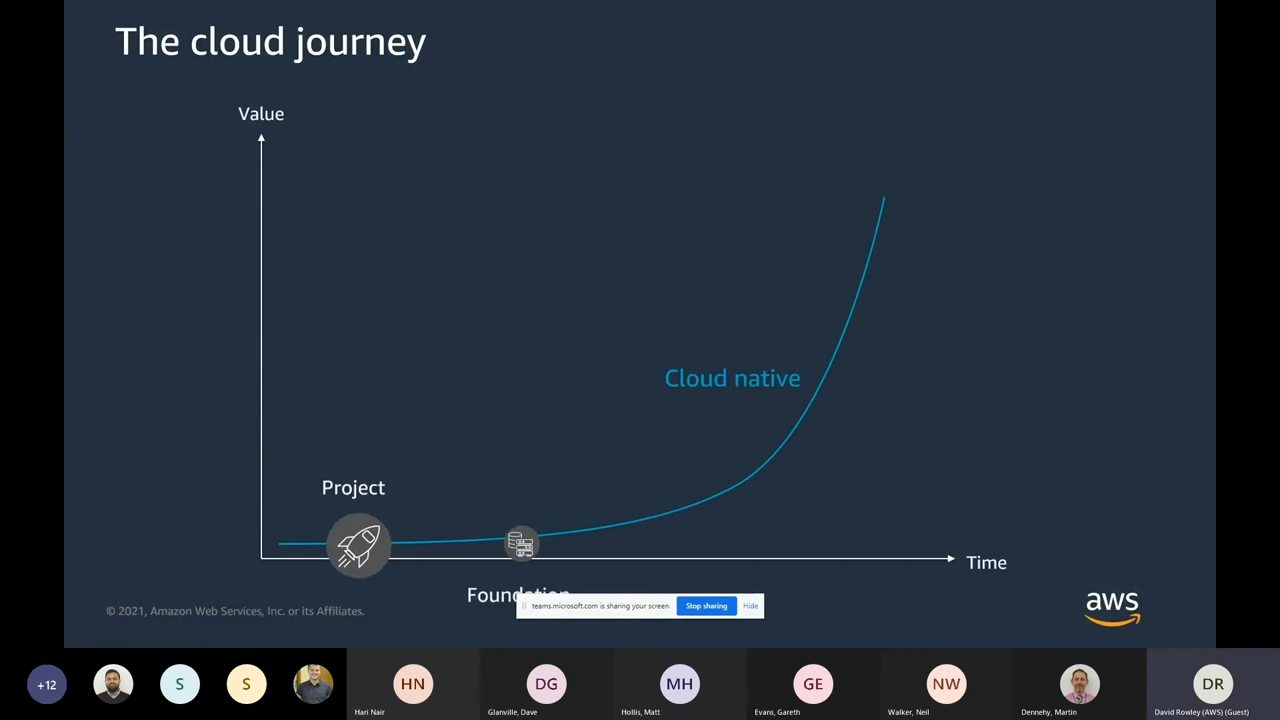 The cloud journey
Value
Cloud native
Project
Time
Foundation
teams.microsoft.com is sharing your screen.
Stop sharing
Hide
© 2021, Amazon Web Services, Inc. or its Affiliates.
aws
+12
S
S
HN
DG
MH
GE
NW
DR
Hari Nair
Glanville, Dave
Hollis, Matt
Evans, Gareth
Walker, Neil
Dennehy, Martin
David Rowley (AWS) (Guest)